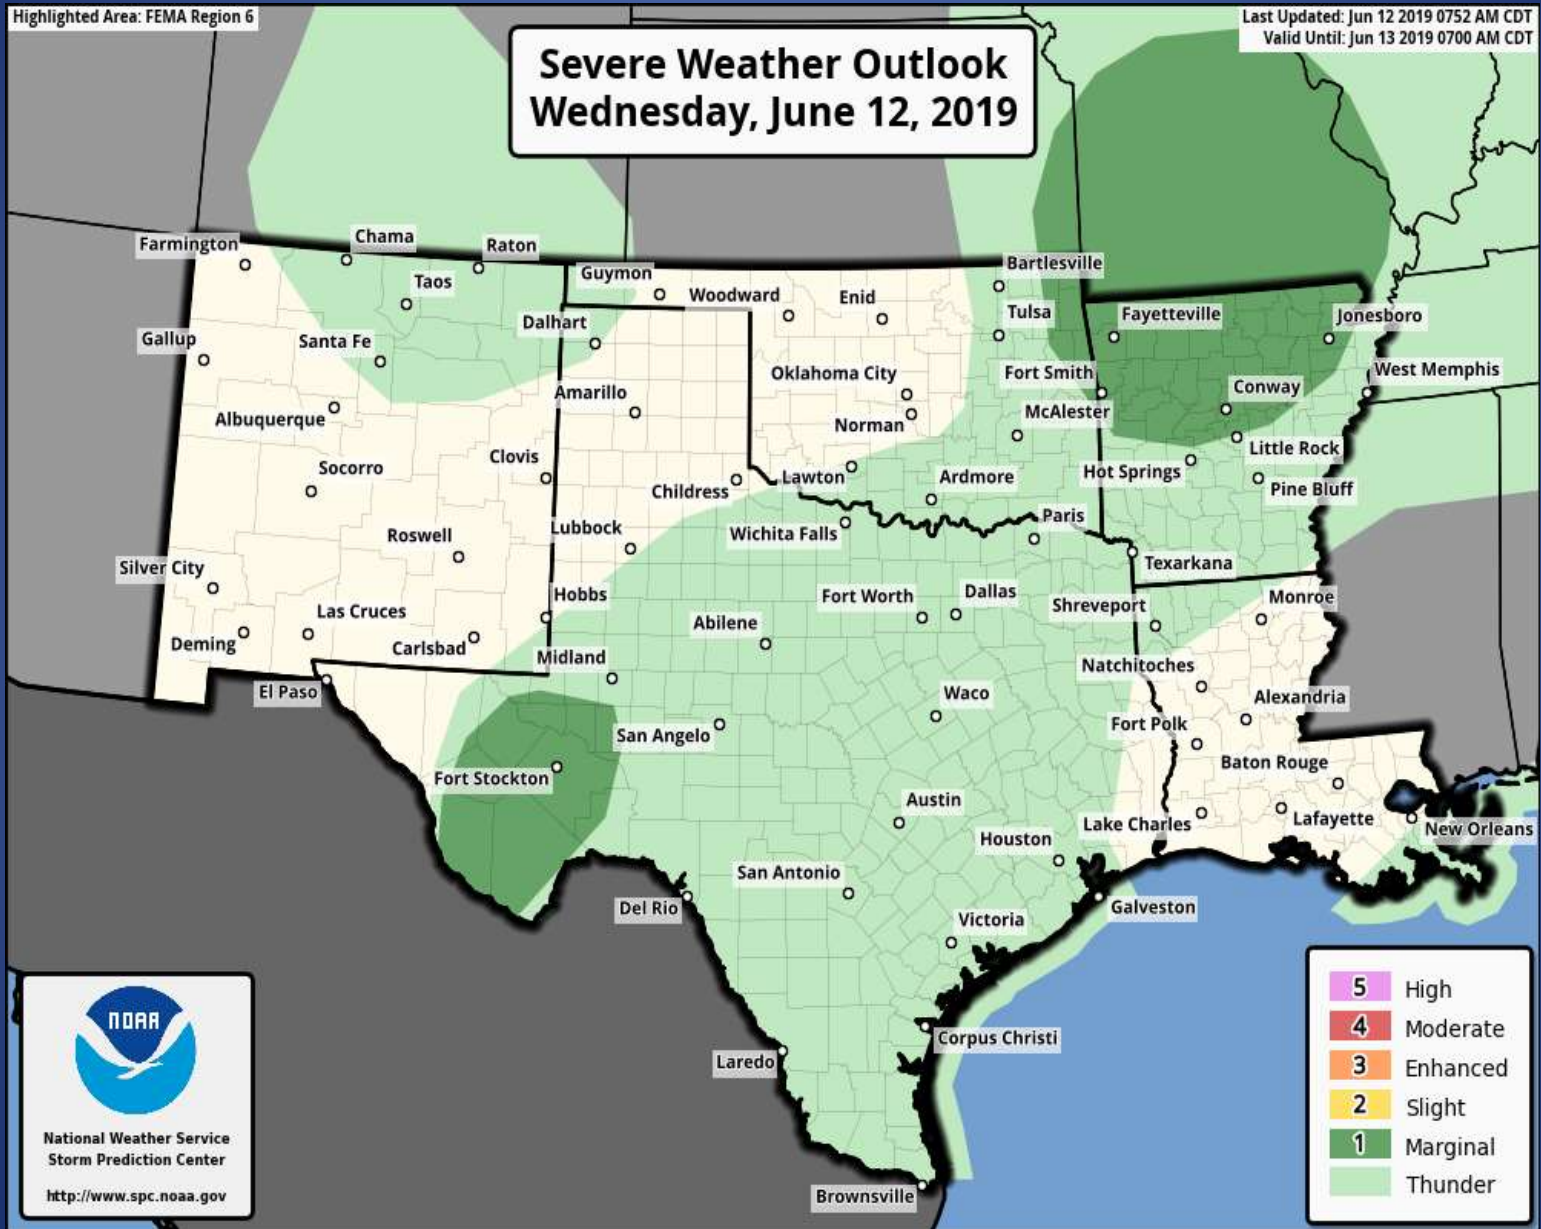 Highlighted Area: FEMA Region 6
Last Updated: Jun 12 2019 0752 AM CDT
Valid Until: Jun 13 2019 0700 AM CDT
Severe Weather Outlook
Wednesday, June 12, 2019
Farmington
Chama
Raton
Taos
Guymon
Woodward
Enid
Bartlesville
Tulsa
Fayetteville
Jonesboro
Gallup
Santa Fe
Dalhart
Oklahoma City
Fort Smith
West Memphis
Conway
Amarillo
Albuquerque
Norman
McAlester
Little Rock
Socorro
Clovis
Childress
Lawton
Ardmore
Hot Springs
Pine Bluff
Roswell
Lubbock
Wichita Falls
Paris
Texarkana
Silver City
Las Cruces
Hobbs
Fort Worth
Dallas
Shreveport
Monroe
Deming
Carlsbad
Midland
Abilene
Natchitoches
El Paso
San Angelo
Waco
Alexandria
Fort Polk
Fort Stockton
Baton Rouge
Austin
Houston
Lake Charles
Lafayette
New Orleans
San Antonio
Del Rio
Victoria
Galveston
Corpus Christi
Laredo
Brownsville
NOAA
National Weather Service
Storm Prediction Center
http://www.spc.noaa.gov
5 High
4 Moderate
3 Enhanced
2 Slight
1 Marginal
Thunder